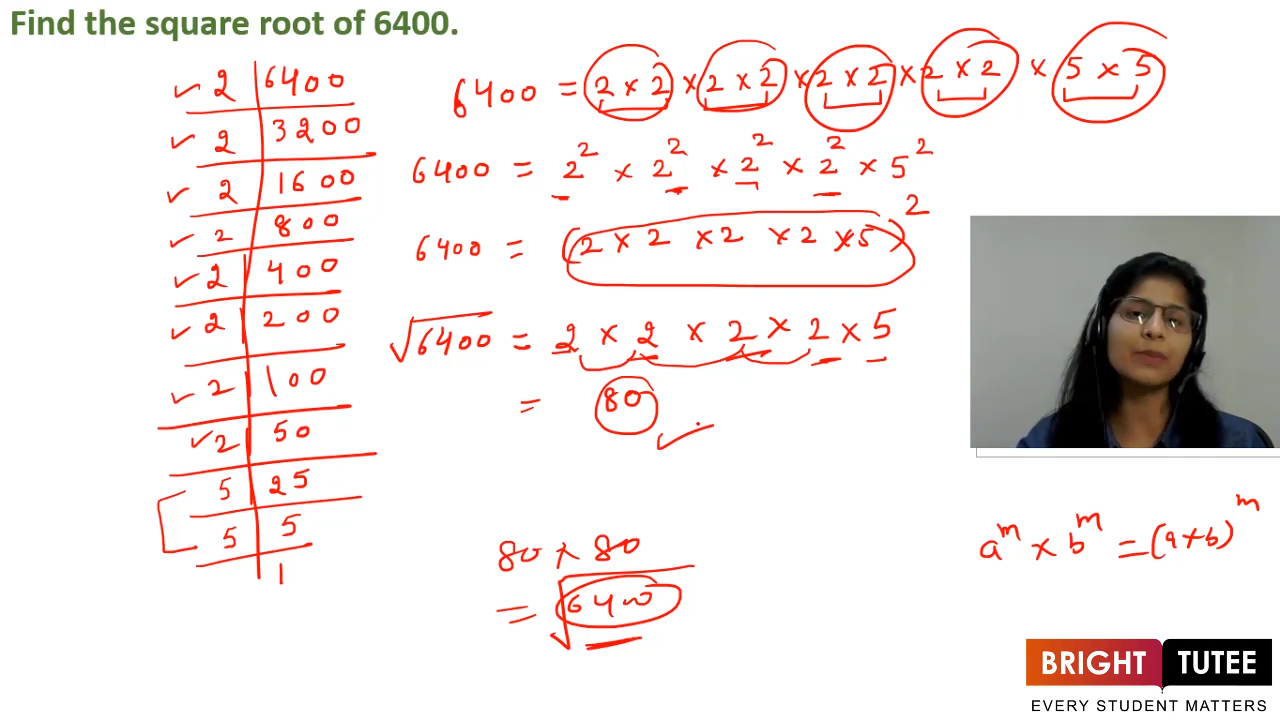 Find the square root of 6400.
2 | 6400
2 | 3200
2 | 1600
2 | 800
2 | 400
2 | 200
2 | 100
2 | 50
5 | 25
5 | 5
1
6400 = 2 × 2 × 2 × 2 × 2 × 2 × 2 × 2 × 5 × 5
6400 = 2² × 2² × 2² × 2² × 5²
6400 = (2 × 2 × 2 × 2 × 5)²
√6400 = 2 × 2 × 2 × 2 × 5
= 80
80 × 80
= √6400
aᵐ × bᵐ = (a×b)ᵐ
BRIGHT TUTEE
EVERY STUDENT MATTERS